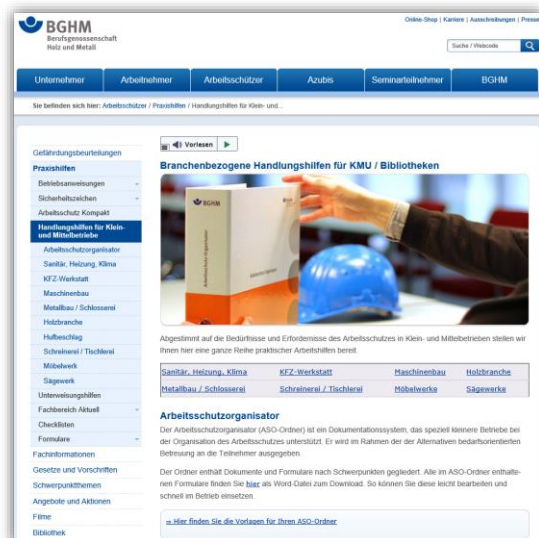 Online-Shop | Karriere | Ausschreibungen | Presse
BGHM
Berufsgenossenschaft
Holz und Metall
Suche / Webcode
Unternehmer Arbeitnehmer Arbeitsschützer Azubis Seminarteilnehmer BGHM
Sie befinden sich hier: Arbeitsschützer / Praxishilfen / Handlungshilfen für Klein- und...
Vorlesen
Gefährdungsbeurteilungen
Praxishilfen
Betriebsanweisungen
Sicherheitszeichen
Arbeitsschutz Kompakt
Handlungshilfen für Klein-
und Mittelbetriebe
Arbeitsschutzorganisator
Sanitär, Heizung, Klima
KFZ-Werkstatt
Maschinenbau
Metallbau / Schlosserei
Holzbranche
Hufbeschlag
Schreinerei / Tischlerei
Möbelwerk
Sägewerk
Unterweisungshilfen
Fachbereich Aktuell
Checklisten
Formulare
Fachinformationen
Gesetze und Vorschriften
Schwerpunktthemen
Angebote und Aktionen
Filme
Bibliothek
Branchenbezogene Handlungshilfen für KMU / Bibliotheken
BGHM
Abgestimmt auf die Bedürfnisse und Erfordernisse des Arbeitsschutzes in Klein- und Mittelbetrieben stellen wir
Ihnen hier eine ganze Reihe praktischer Arbeitshilfen bereit.
Sanitär, Heizung, Klima KFZ-Werkstatt Maschinenbau Holzbranche
Metallbau / Schlosserei Schreinerei / Tischlerei Möbelwerke Sägewerke
Arbeitsschutzorganisator
Der Arbeitsschutzorganisator (ASO-Ordner) ist ein Dokumentationssystem, das speziell kleinere Betriebe bei
der Organisation des Arbeitsschutzes unterstützt. Er wird im Rahmen der der Alternativen bedarfsorientierten
Betreuung an die Teilnehmer ausgegeben.
Der Ordner enthält Dokumente und Formulare nach Schwerpunkten gegliedert. Alle im ASO-Ordner enthalte-
nen Formulare finden Sie hier als Word-Datei zum Download. So können Sie diese leicht bearbeiten und
schnell im Betrieb einsetzen.
⇒ Hier finden Sie die Vorlagen für Ihren ASO-Ordner